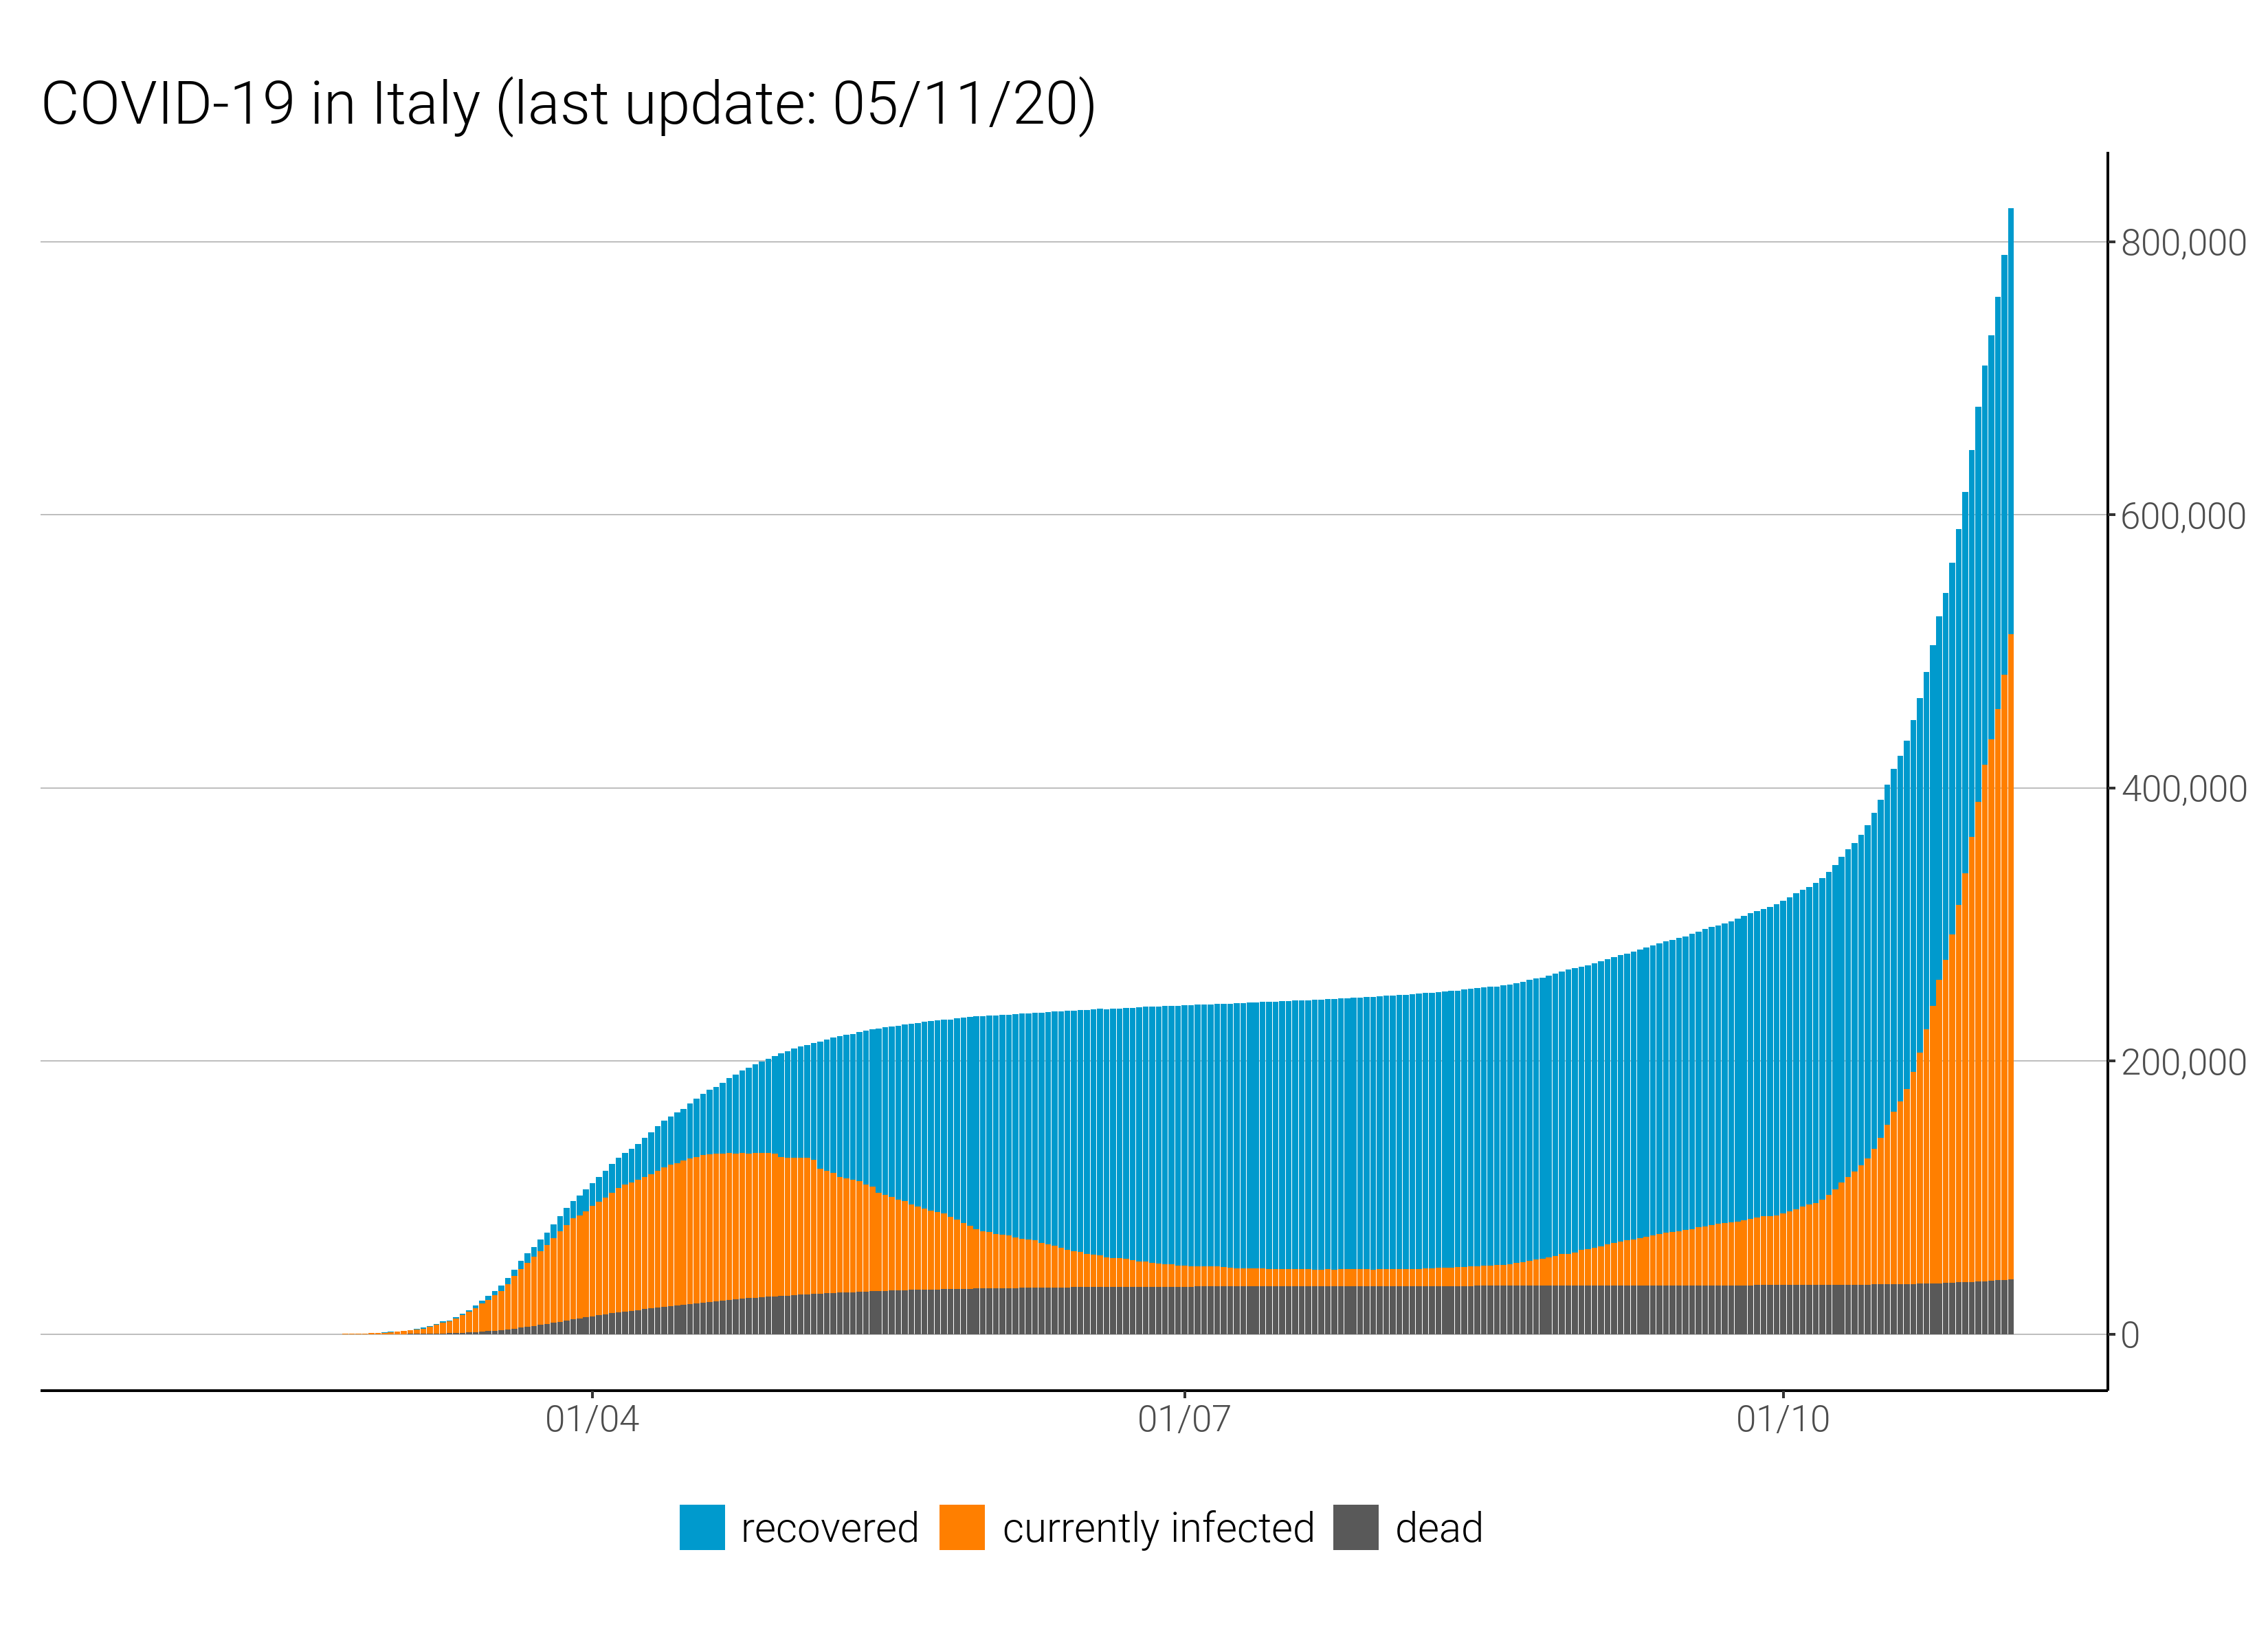 COVID-19 in Italy (last update: 05/11/20)
800,000
600,000
400,000
200,000
0
01/04 01/07 01/10
recovered currently infected dead